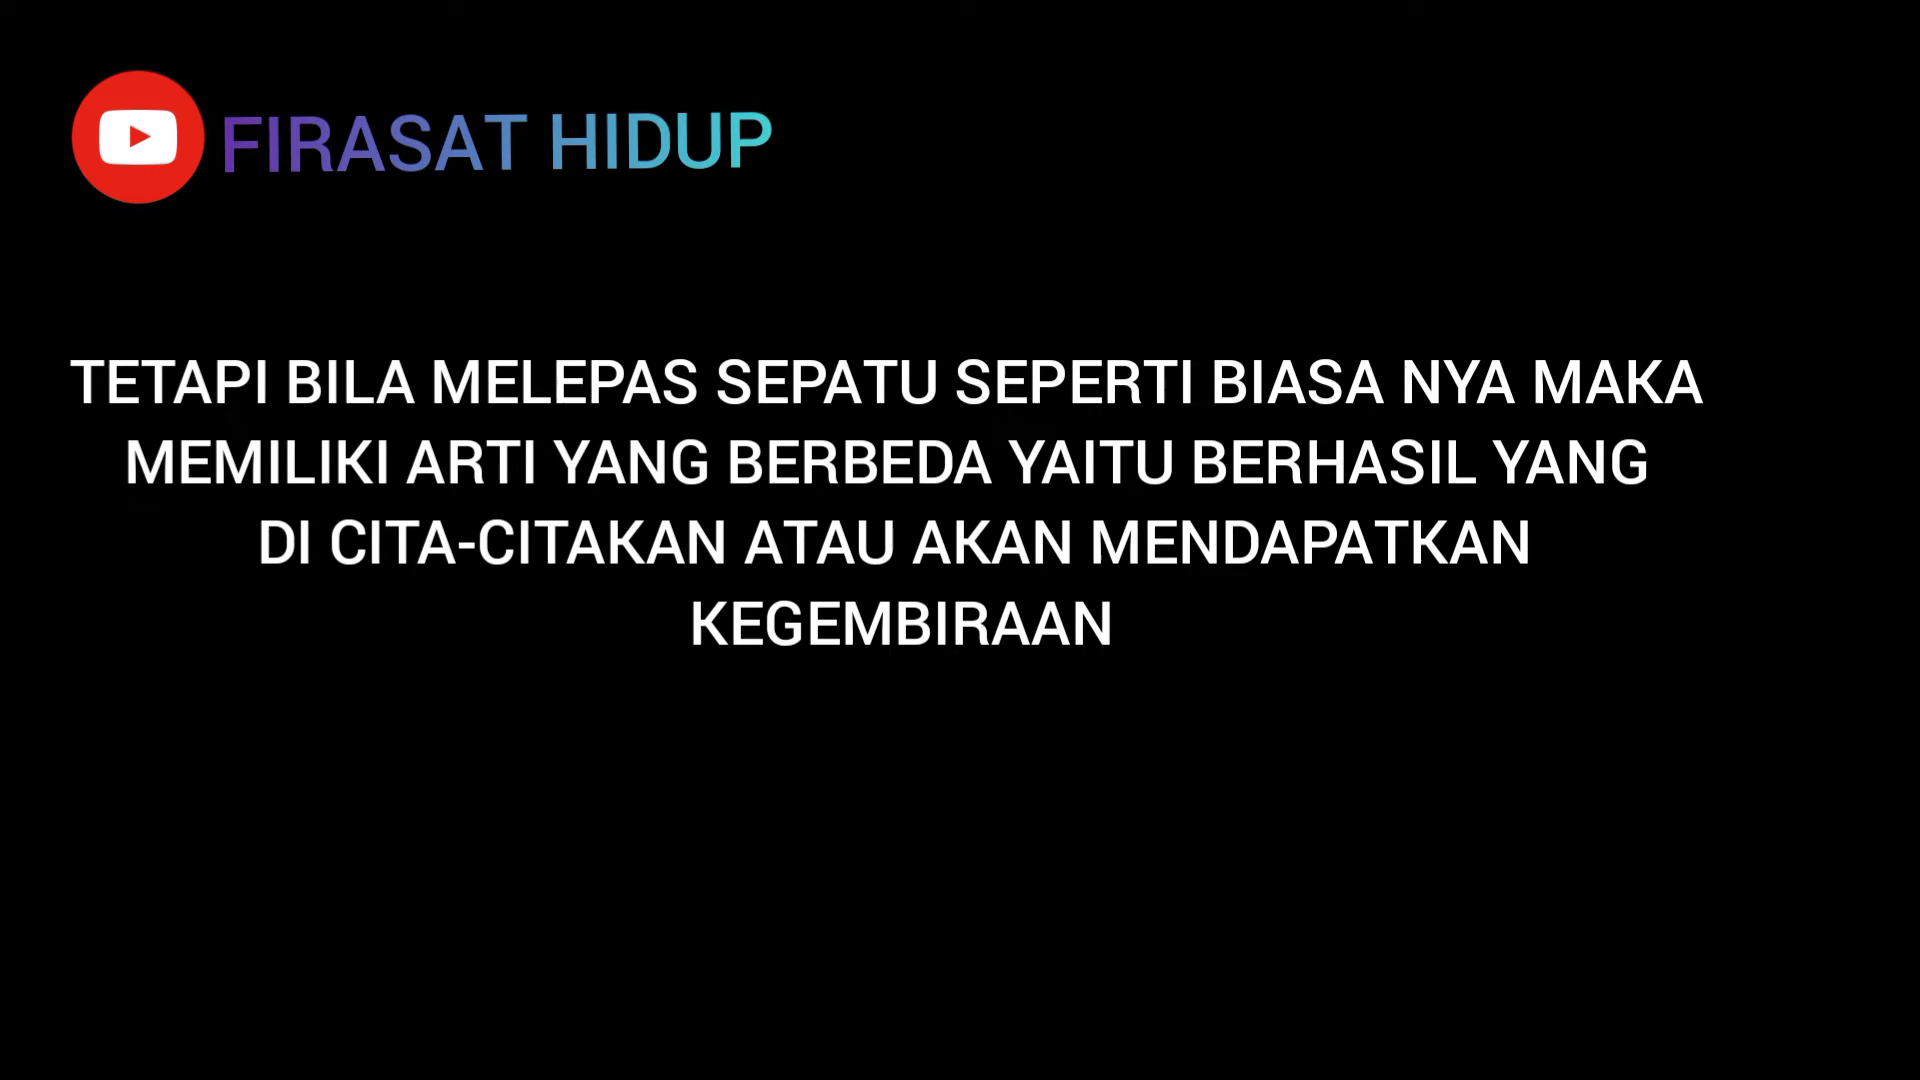 FIRASAT HIDUP
TETAPI BILA MELEPAS SEPATU SEPERTI BIASA NYA MAKA
MEMILIKI ARTI YANG BERBEDA YAITU BERHASIL YANG
DI CITA-CITAKAN ATAU AKAN MENDAPATKAN
KEGEMBIRAAN